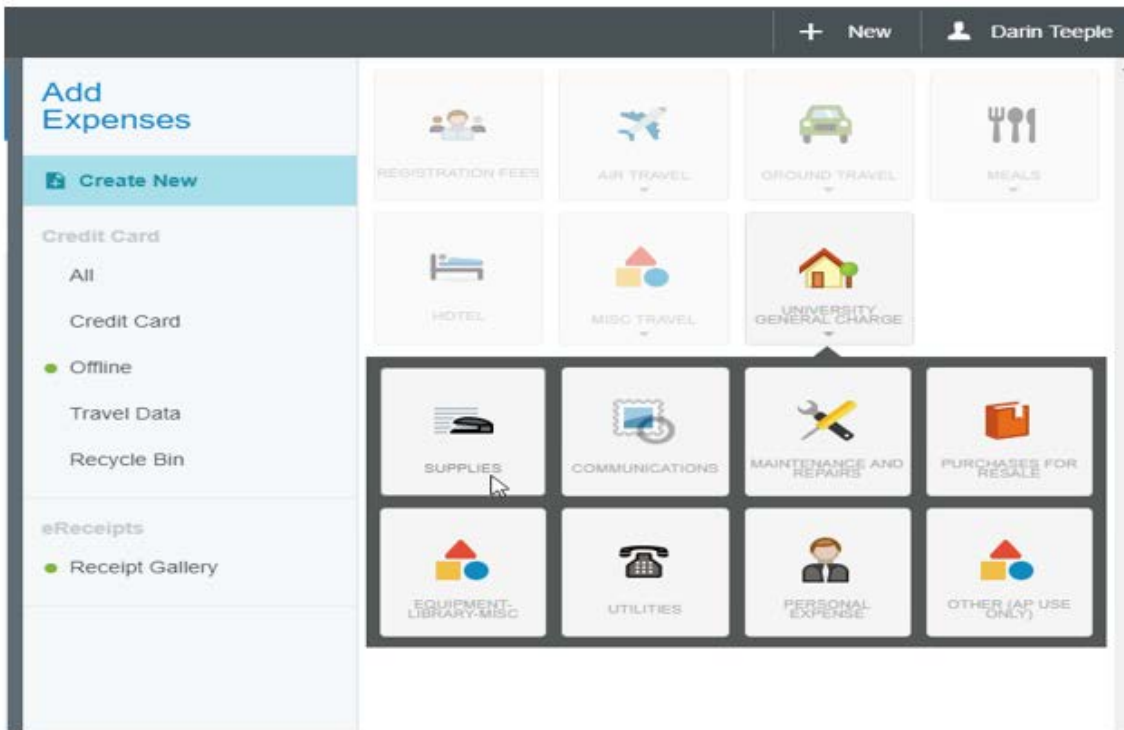 + New
Darin Teeple
Add
Expenses
Create New
Credit Card
All
Credit Card
Offline
Travel Data
Recycle Bin
eReceipts
Receipt Gallery
REGISTRATION FEES
AIR TRAVEL
GROUND TRAVEL
MEALS
HOTEL
MISC TRAVEL
UNIVERSITY
GENERAL CHARGE
SUPPLIES
COMMUNICATIONS
MAINTENANCE AND
REPAIRS
PURCHASES FOR
RESALE
EQUIPMENT-
LIBRARY-MISC
UTILITIES
PERSONAL
EXPENSE
OTHER (AP USE
ONLY)